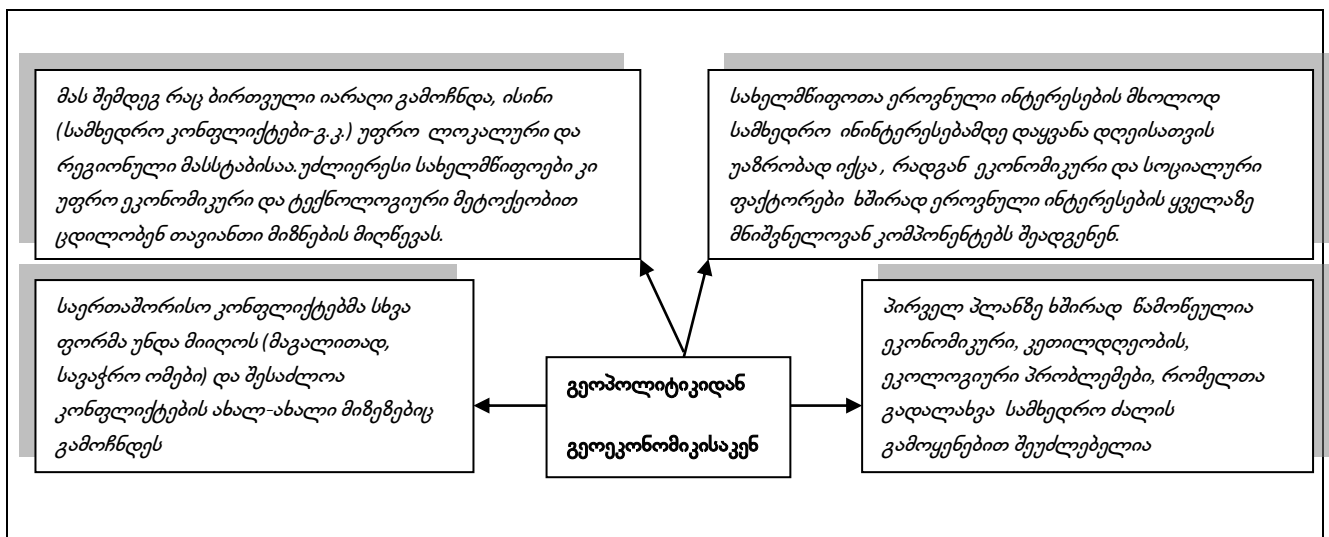 მას შემდეგ რაც ბირთვული იარაღი გამოჩნდა, ისინი
(სამხედრო კონფლიქტები-გ.კ.) უფრო ლოკალური და
რეგიონული მასსტაბისაა.უძლიერესი სახელმწიფოები კი
უფრო ეკონომიკური და ტექნოლოგიური მეტოქეობით
ცდილობენ თავიანთი მიზნების მიღწევას.
სახელმწიფოთა ეროვნული ინტერესების მხოლოდ
სამხედრო ინინტერესებამდე დაყვანა დღეისათვის
უაზრობად იქცა , რადგან ეკონომიკური და სოციალური
ფაქტორები ხშირად ეროვნული ინტერესების ყველაზე
მნიშვნელოვან კომპონენტებს შეადგენენ.
საერთაშორისო კონფლიქტებმა სხვა
ფორმა უნდა მიიღოს (მაგალითად,
სავაჭრო ომები) და შესაძლოა
კონფლიქტების ახალ-ახალი მიზეზებიც
გამოჩნდეს
გეოპოლიტიკიდან
გეოეკონომიკისაკენ
პირველ პლანზე ხშირად წამოწეულია
ეკონომიკური, კეთილდღეობის,
ეკოლოგიური პრობლემები, რომელთა
გადალახვა სამხედრო ძალის
გამოყენებით შეუძლებელია